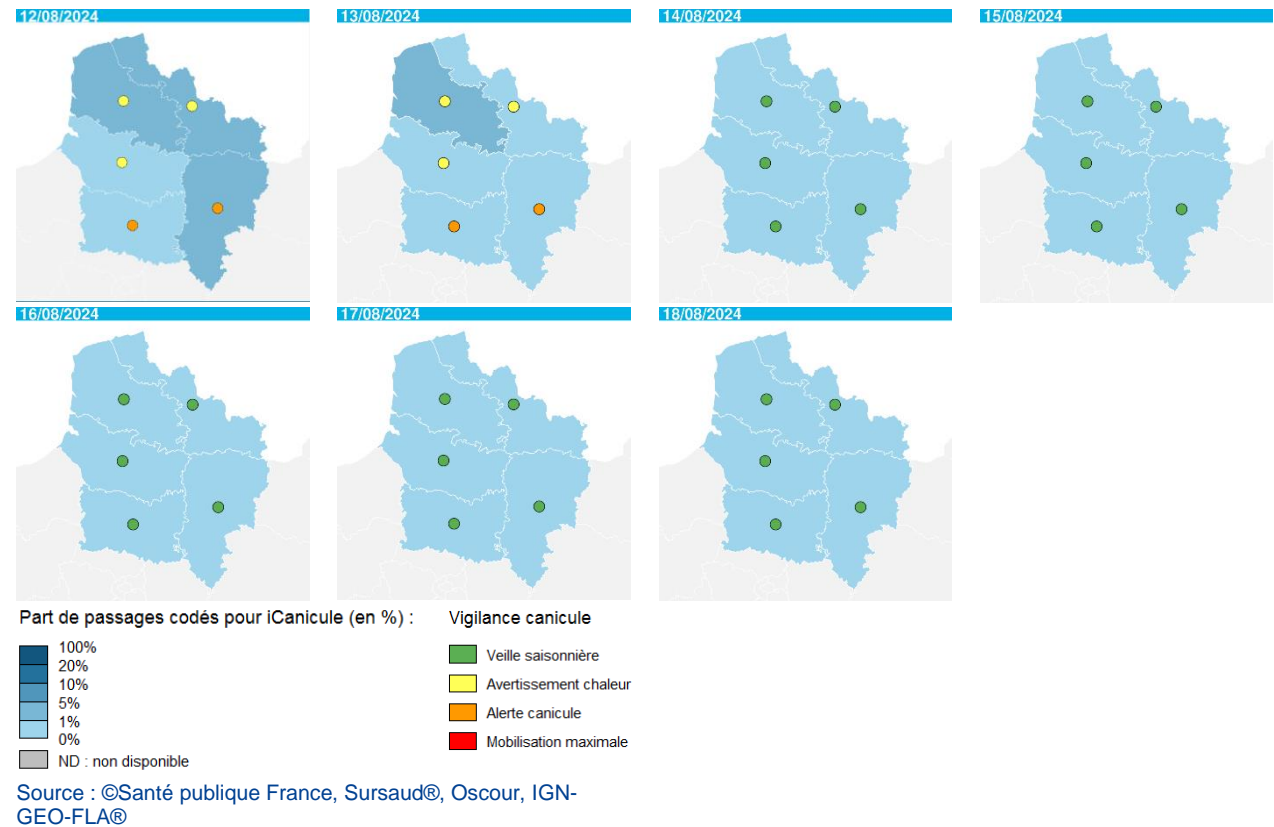 12/08/2024
13/08/2024
14/08/2024
15/08/2024
16/08/2024
17/08/2024
18/08/2024
Part de passages codés pour iCanicule (en %) :
100%
20%
10%
5%
1%
0%
ND : non disponible
Vigilance canicule
Veille saisonnière
Avertissement chaleur
Alerte canicule
Mobilisation maximale
Source : ©Santé publique France, Sursaud®, Oscour, IGN-
GEO-FLA®